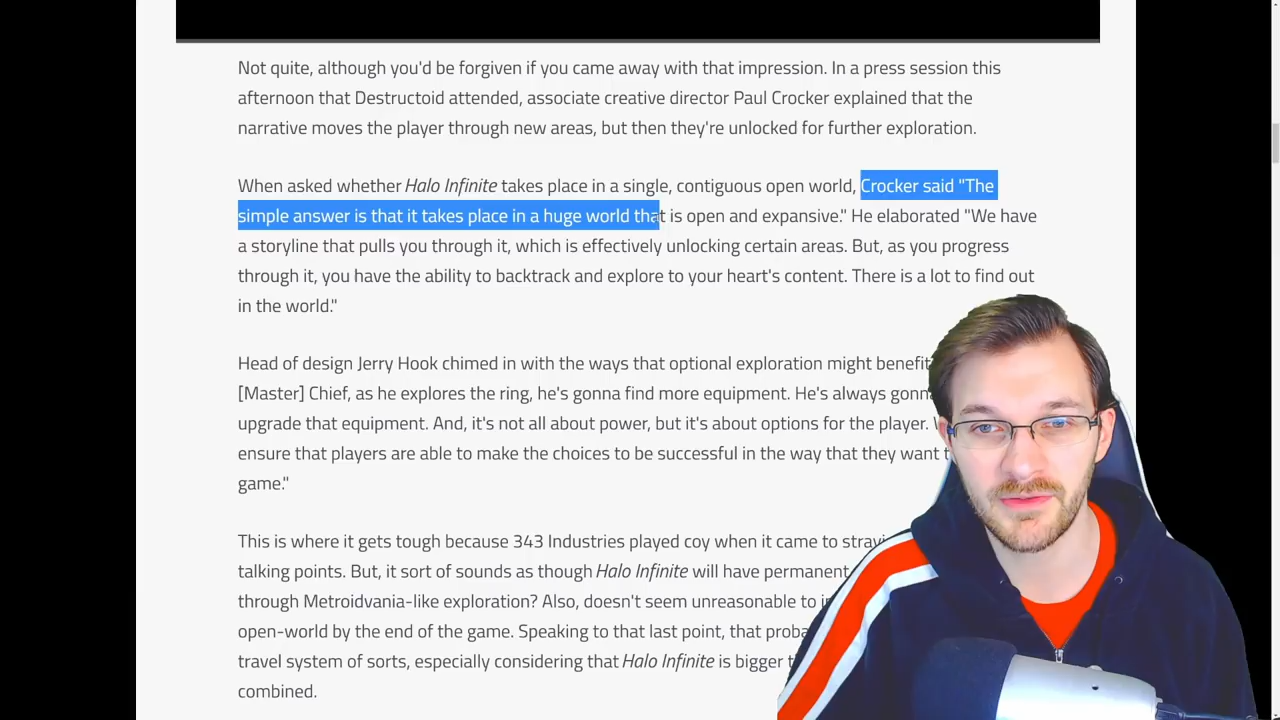 Not quite, although you'd be forgiven if you came away with that impression. In a press session this
afternoon that Destructoid attended, associate creative director Paul Crocker explained that the
narrative moves the player through new areas, but then they're unlocked for further exploration.
When asked whether Halo Infinite takes place in a single, contiguous open world, Crocker said "The
simple answer is that it takes place in a huge world that is open and expansive." He elaborated "We have
a storyline that pulls you through it, which is effectively unlocking certain areas. But, as you progress
through it, you have the ability to backtrack and explore to your heart's content. There is a lot to find out
in the world."
Head of design Jerry Hook chimed in with the ways that optional exploration might benefit
[Master] Chief, as he explores the ring, he's gonna find more equipment. He's always gonna
upgrade that equipment. And, it's not all about power, but it's about options for the player.
ensure that players are able to make the choices to be successful in the way that they want
game."
This is where it gets tough because 343 Industries played coy when it came to
talking points. But, it sort of sounds as though Halo Infinite will have permanent
through Metroidvania-like exploration? Also, doesn't seem unreasonable to
open-world by the end of the game. Speaking to that last point, that
travel system of sorts, especially considering that Halo Infinite is bigger
combined.